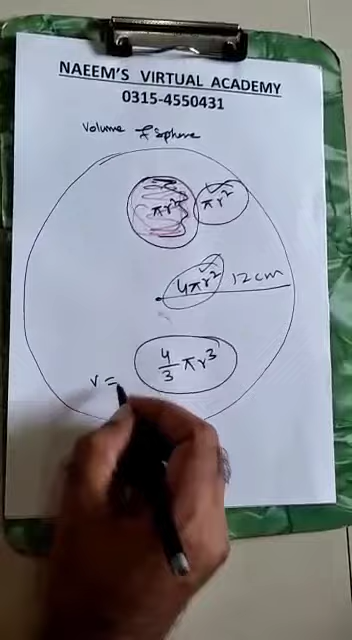 NAEEM'S VIRTUAL ACADEMY
0315-4550431
Volume of Sphere
πr² πr²
4πr² 12cm
4/3 πr³
v =